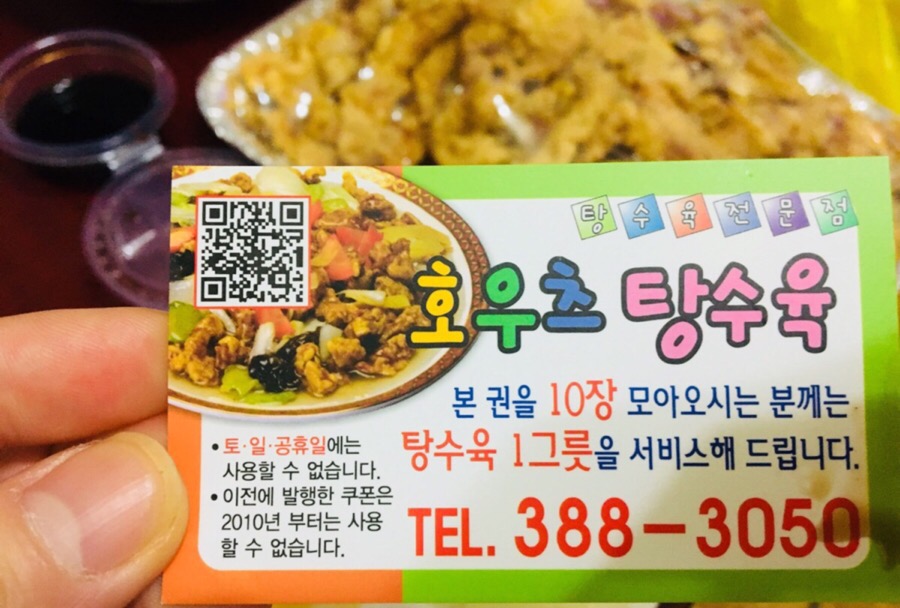 탕수육전문점
호우츠 탕수육
본 권을 10장 모아오시는 분께는
탕수육 1그릇을 서비스해 드립니다.
• 토·일·공휴일에는
사용할 수 없습니다.
• 이전에 발행한 쿠폰은
2010년 부터는 사용
할 수 없습니다.
TEL. 388-3050